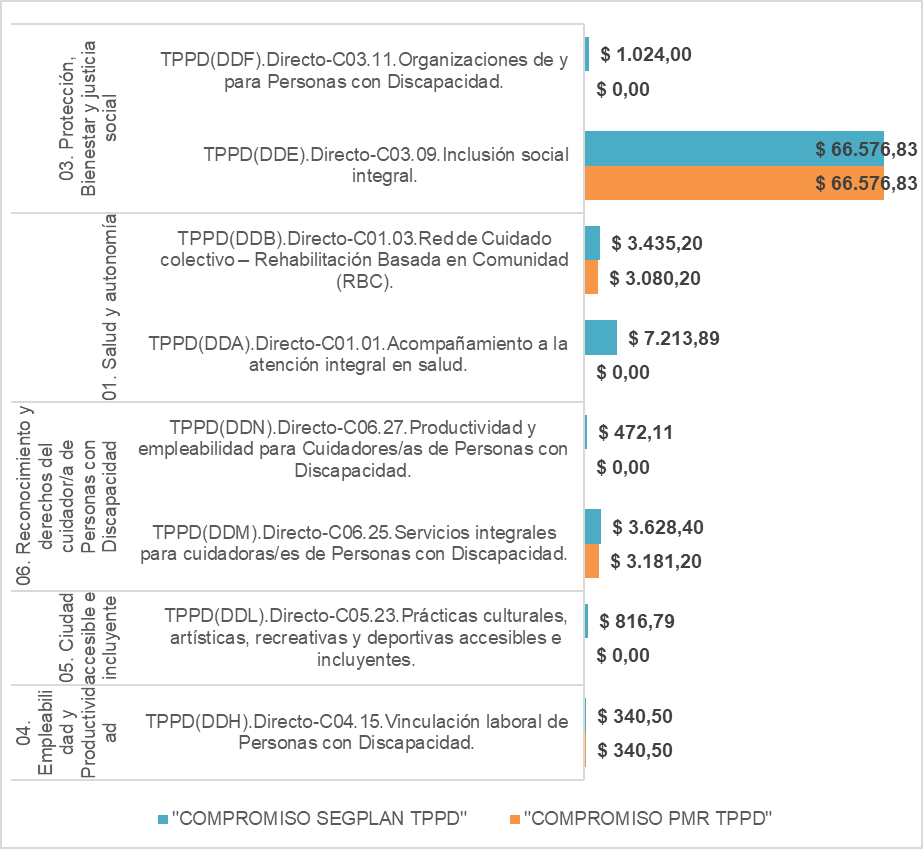 03. Protección,
Bienestar y justicia
social
TPPD(DDF).Directo-C03.11.Organizaciones de y
para Personas con Discapacidad.
$ 1.024,00
$ 0,00
TPPD(DDE).Directo-C03.09.Inclusión social
integral.
$ 66.576,83
$ 66.576,83
01. Salud y autonomía
TPPD(DDB).Directo-C01.03.Red de Cuidado
colectivo – Rehabilitación Basada en Comunidad
(RBC).
$ 3.435,20
$ 3.080,20
TPPD(DDA).Directo-C01.01.Acompañamiento a la
atención integral en salud.
$ 7.213,89
$ 0,00
06. Reconocimiento y
derechos del
cuidador/a de
Personas con
Discapacidad
TPPD(DDN).Directo-C06.27.Productividad y
empleabilidad para Cuidadores/as de Personas con
Discapacidad.
$ 472,11
$ 0,00
TPPD(DDM).Directo-C06.25.Servicios integrales
para cuidadoras/es de Personas con Discapacidad.
$ 3.628,40
$ 3.181,20
05. Ciudad
accesible e
incluyente
TPPD(DDL).Directo-C05.23.Prácticas culturales,
artísticas, recreativas y deportivas accesibles e
incluyentes.
$ 816,79
$ 0,00
04.
Empleabili
dad y
Productivid
ad
TPPD(DDH).Directo-C04.15.Vinculación laboral de
Personas con Discapacidad.
$ 340,50
$ 340,50
"COMPROMISO SEGPLAN TPPD"
"COMPROMISO PMR TPPD"